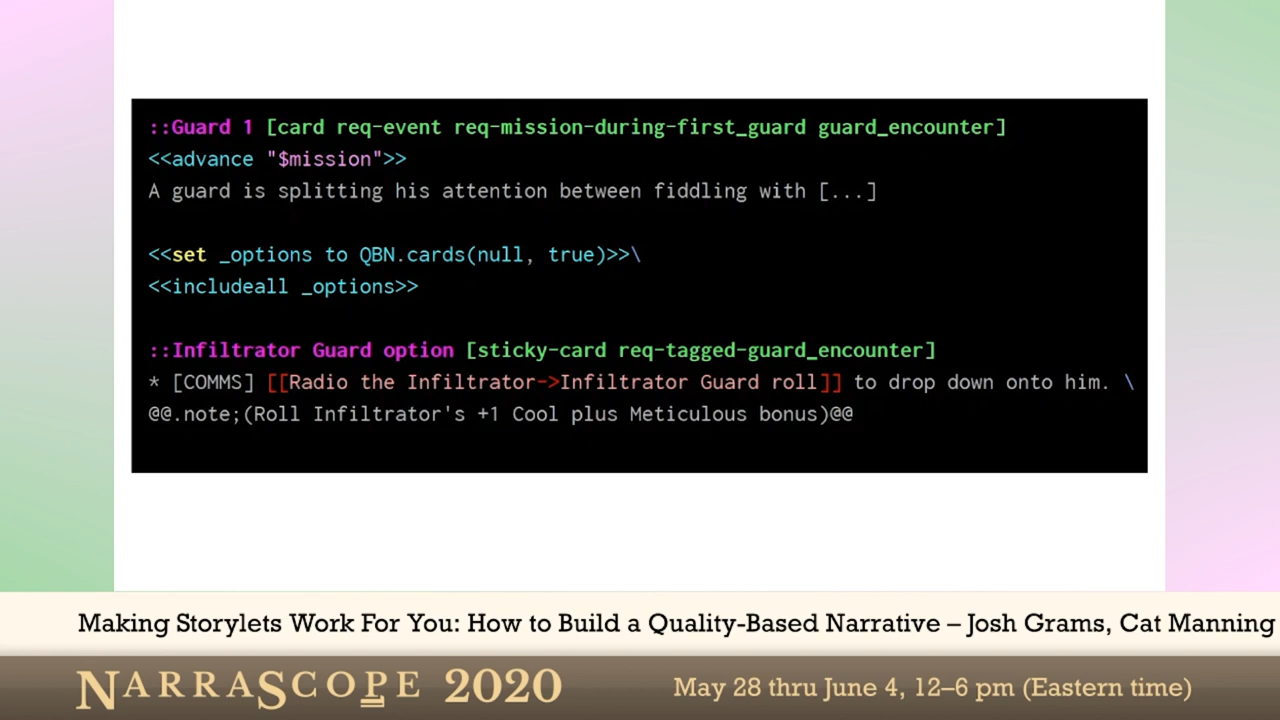 ::Guard 1 [card req-event req-mission-during-first_guard guard_encounter]
<<advance "$mission">>
A guard is splitting his attention between fiddling with [...]
<<set _options to QBN.cards(null, true)>>\
<<includeall _options>>
::Infiltrator Guard option [sticky-card req-tagged-guard_encounter]
* [COMMS] [[Radio the Infiltrator->Infiltrator Guard roll]] to drop down onto him. \
@@.note;(Roll Infiltrator's +1 Cool plus Meticulous bonus)@@
Making Storylets Work For You: How to Build a Quality-Based Narrative – Josh Grams, Cat Manning
NARRASCOPE 2020
May 28 thru June 4, 12–6 pm (Eastern time)